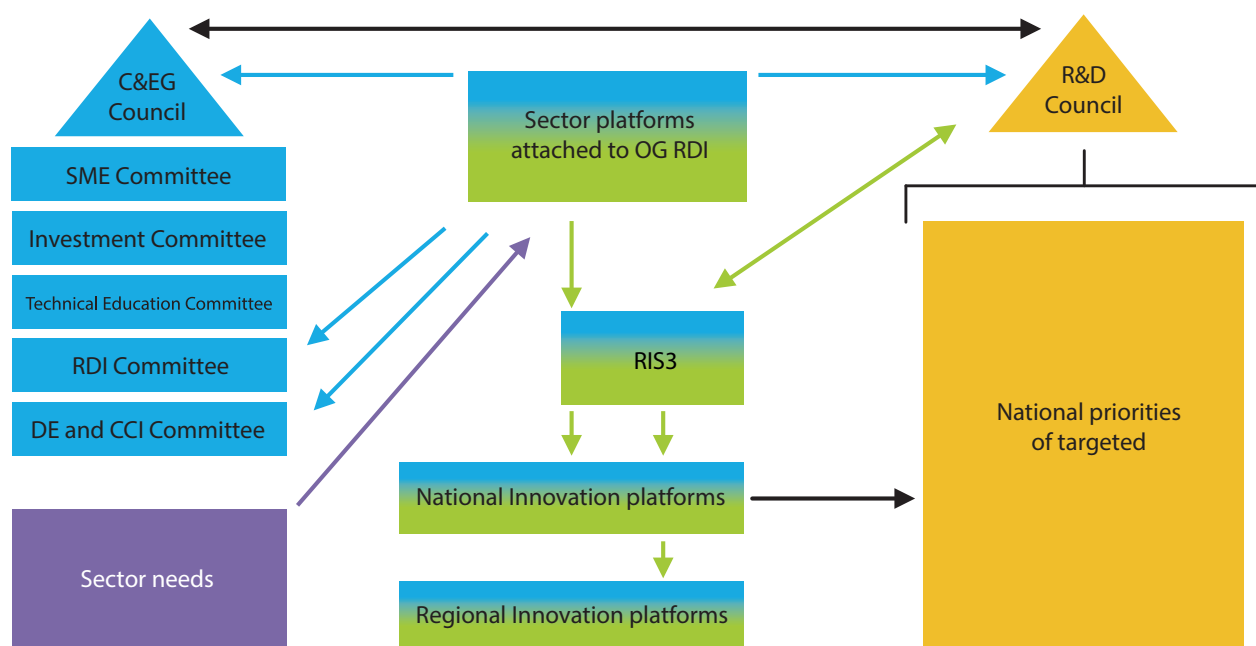 C&EG
Council
SME Committee
Investment Committee
Technical Education Committee
RDI Committee
DE and CCI Committee
Sector needs
Sector platforms
attached to OG RDI
RIS3
National Innovation platforms
Regional Innovation platforms
R&D
Council
National priorities
of targeted